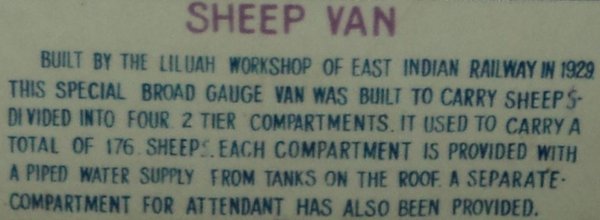 SHEEP VAN
BUILT BY THE LILUAH WORKSHOP OF EAST INDIAN RAILWAY IN 1929
THIS SPECIAL BROAD GAUGE VAN WAS BUILT TO CARRY SHEEPS
DIVIDED INTO FOUR 2 TIER COMPARTMENTS. IT USED TO CARRY A
TOTAL OF 176 SHEEPS. EACH COMPARTMENT IS PROVIDED WITH
A PIPED WATER SUPPLY FROM TANKS ON THE ROOF. A SEPARATE
COMPARTMENT FOR ATTENDANT HAS ALSO BEEN PROVIDED.